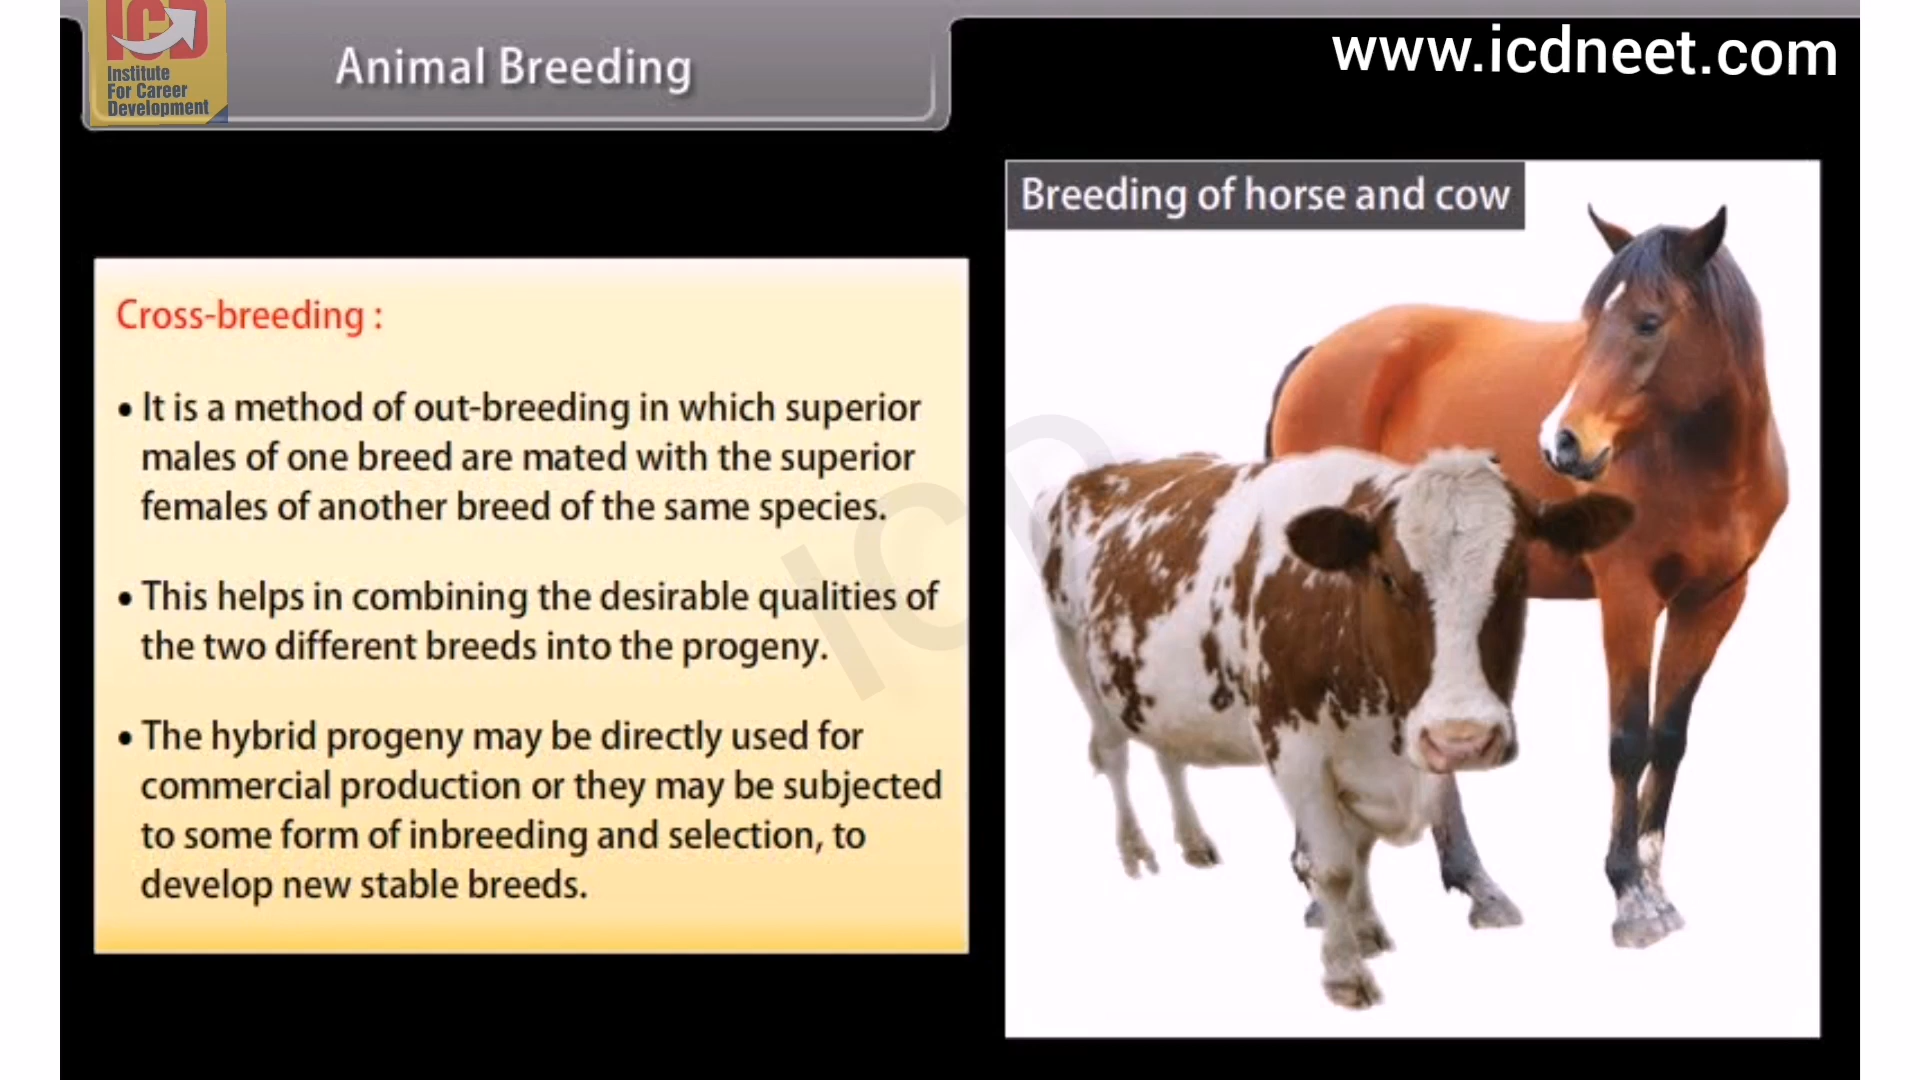 ICD
Institute
For Career
Development
Animal Breeding
www.icdneet.com
Breeding of horse and cow
Cross-breeding :
• It is a method of out-breeding in which superior
males of one breed are mated with the superior
females of another breed of the same species.
• This helps in combining the desirable qualities of
the two different breeds into the progeny.
• The hybrid progeny may be directly used for
commercial production or they may be subjected
to some form of inbreeding and selection, to
develop new stable breeds.
ICD